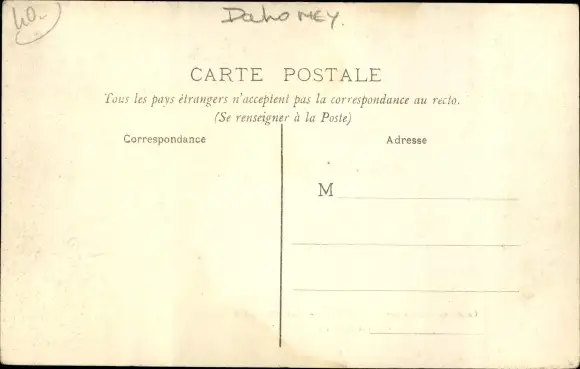 40.-
Dahomey.
CARTE POSTALE
Tous les pays étrangers n'acceptent pas la correspondance au recto.
(Se renseigner à la Poste)
Correspondance
Adresse
M